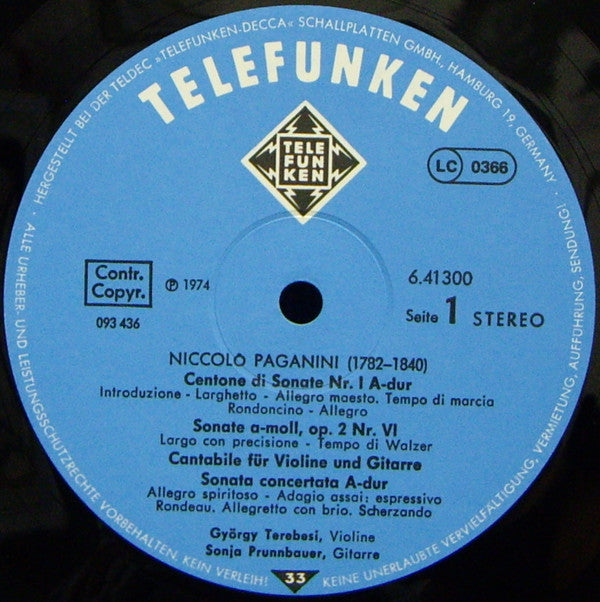 HERGESTELLT BEI DER TELDEC »TELEFUNKEN-DECCA« SCHALLPLATTEN GMBH., HAMBURG 19, GERMANY ·
TELEFUNKEN
TELE
FUN
KEN
LC 0366
Contr.
Copyr.
℗ 1974
6.41300
093 436
Seite 1 STEREO
NICCOLO PAGANINI (1782–1840)
Centone di Sonate Nr. I A-dur
Introduzione - Larghetto - Allegro maesto. Tempo di marcia
Rondoncino - Allegro
Sonate a-moll, op. 2 Nr. VI
Largo con precisione - Tempo di Walzer
Cantabile für Violine und Gitarre
Sonata concertata A-dur
Allegro spiritoso - Adagio assai: espressivo
Rondeau. Allegretto con brio. Scherzando
György Terebesi, Violine
Sonja Prunnbauer, Gitarre
33
· ALLE URHEBER- UND LEISTUNGSSCHUTZRECHTE VORBEHALTEN. KEIN VERLEIH!
KEINE UNERLAUBTE VERVIELFÄLTIGUNG, VERMIETUNG, AUFFÜHRUNG, SENDUNG!